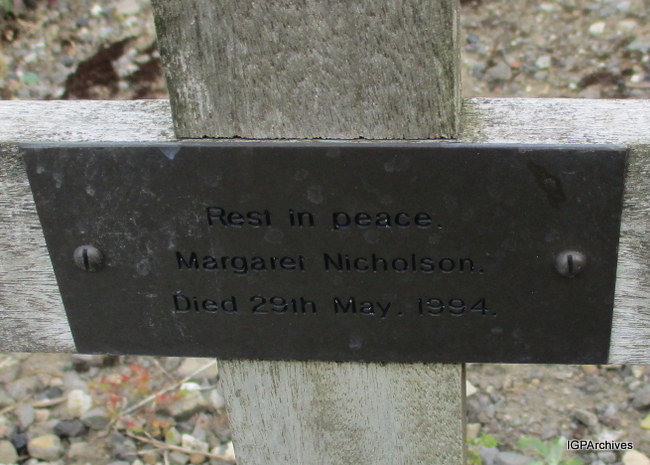 Rest in peace.
Margaret Nicholson.
Died 29th May. 1994.
IGPArchives